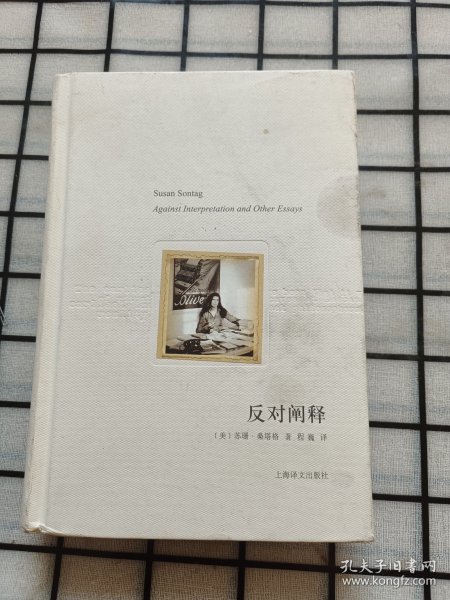 Susan Sontag
Against Interpretation and Other Essays
Olive
反对阐释
〔美〕苏珊·桑塔格 著 程巍 译
上海译文出版社
孔夫子旧书网
www.kongfz.com